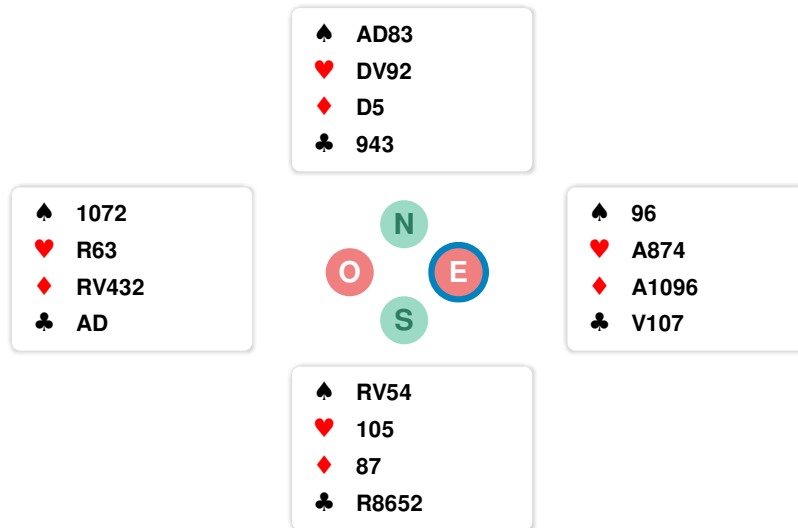 ♠ AD83
♥ DV92
♦ D5
♣ 943
♠ 1072
♥ R63
♦ RV432
♣ AD
N
O
E
S
♠ 96
♥ A874
♦ A1096
♣ V107
♠ RV54
♥ 105
♦ 87
♣ R8652